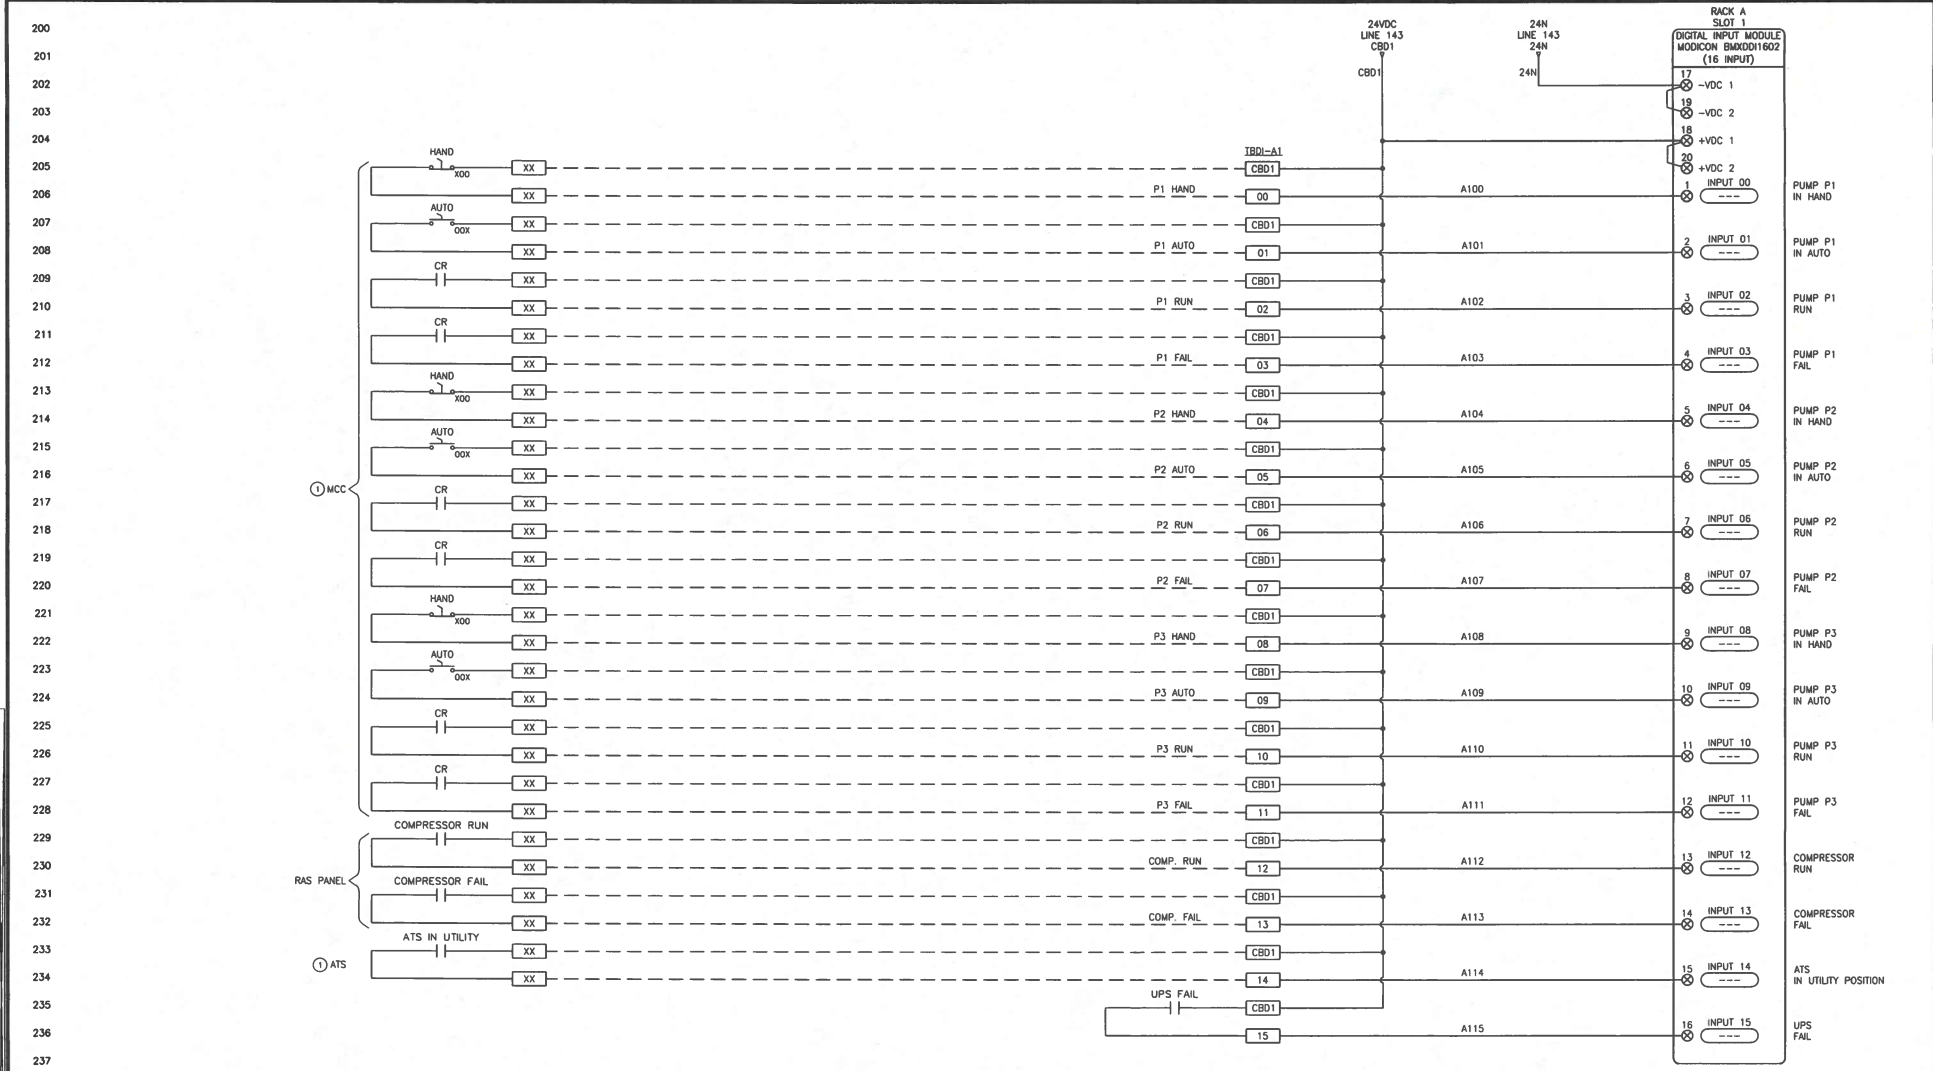 RACK A
200 24VDC 24N SLOT 1
LINE 143 LINE 143 DIGITAL INPUT MODULE
CBD1 24N MODICON BMXDDI1602
201 (16 INPUT)
CBD1 24N 17
202 -VDC 1
19
203 -VDC 2
18
204 +VDC 1
HAND TBDI-A1 20
205 X00 XX CBD1 +VDC 2
206 XX P1 HAND 00 A100 1 INPUT 00 --- PUMP P1
IN HAND
AUTO
207 00X XX CBD1
208 XX P1 AUTO 01 A101 2 INPUT 01 --- PUMP P1
IN AUTO
CR
209 XX CBD1
210 XX P1 RUN 02 A102 3 INPUT 02 --- PUMP P1
RUN
CR
211 XX CBD1
212 XX P1 FAIL 03 A103 4 INPUT 03 --- PUMP P1
FAIL
HAND
213 X00 XX CBD1
214 XX P2 HAND 04 A104 5 INPUT 04 --- PUMP P2
IN HAND
AUTO
215 00X XX CBD1
216 XX P2 AUTO 05 A105 6 INPUT 05 --- PUMP P2
IN AUTO
1 MCC
CR
217 XX CBD1
218 XX P2 RUN 06 A106 7 INPUT 06 --- PUMP P2
RUN
CR
219 XX CBD1
220 XX P2 FAIL 07 A107 8 INPUT 07 --- PUMP P2
FAIL
HAND
221 X00 XX CBD1
222 XX P3 HAND 08 A108 9 INPUT 08 --- PUMP P3
IN HAND
AUTO
223 00X XX CBD1
224 XX P3 AUTO 09 A109 10 INPUT 09 --- PUMP P3
IN AUTO
CR
225 XX CBD1
226 XX P3 RUN 10 A110 11 INPUT 10 --- PUMP P3
RUN
CR
227 XX CBD1
228 XX P3 FAIL 11 A111 12 INPUT 11 --- PUMP P3
FAIL
COMPRESSOR RUN
229 XX CBD1
230 XX COMP. RUN 12 A112 13 INPUT 12 --- COMPRESSOR
RUN
RAS PANEL
COMPRESSOR FAIL
231 XX CBD1
232 XX COMP. FAIL 13 A113 14 INPUT 13 --- COMPRESSOR
FAIL
ATS IN UTILITY
233 XX CBD1
1 ATS
234 XX 14 A114 15 INPUT 14 --- ATS
IN UTILITY POSITION
UPS FAIL
235 CBD1
236 15 A115 16 INPUT 15 --- UPS
FAIL
237